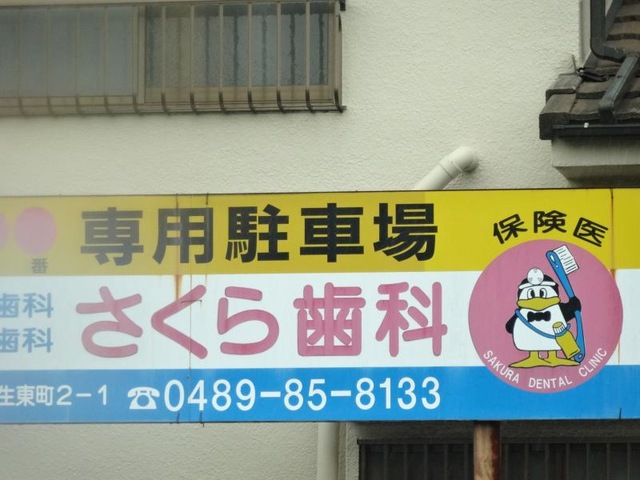 専用駐車場
番
保険医
歯科
歯科
さくら歯科
生東町2-1 ☎0489-85-8133
SAKURA DENTAL CLINIC